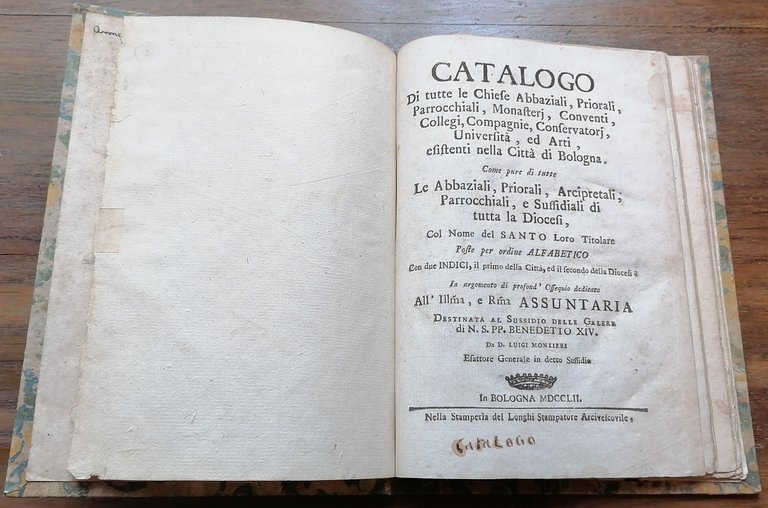 CATALOGO
Di tutte le Chiese Abbaziali, Priorali,
Parrocchiali, Monasterj, Conventi,
Collegi, Compagnie, Conservatorj,
Università, ed Arti,
esistenti nella Città di Bologna.
Come pure di tutte
Le Abbaziali, Priorali, Arcipretali,
Parrocchiali, e Sussidiali di
tutta la Diocesi,
Col Nome del SANTO Loro Titolare
Poste per ordine ALFABETICO
Con due INDICI, il primo della Città, ed il secondo della Diocesi
In argomento di profond' Ossequio dedicato
All' Illma, e Rma ASSUNTARIA
DESTINATA AL SUSSIDIO DELLE GALERE
di N. S. PP. BENEDETTO XIV.
DA D. LUIGI MONTIERI
Esattore Generale in detto Sussidio
In BOLOGNA MDCCLII.
Nella Stamperìa del Longhi Stampatore Arcivescovile.
CATALOGO